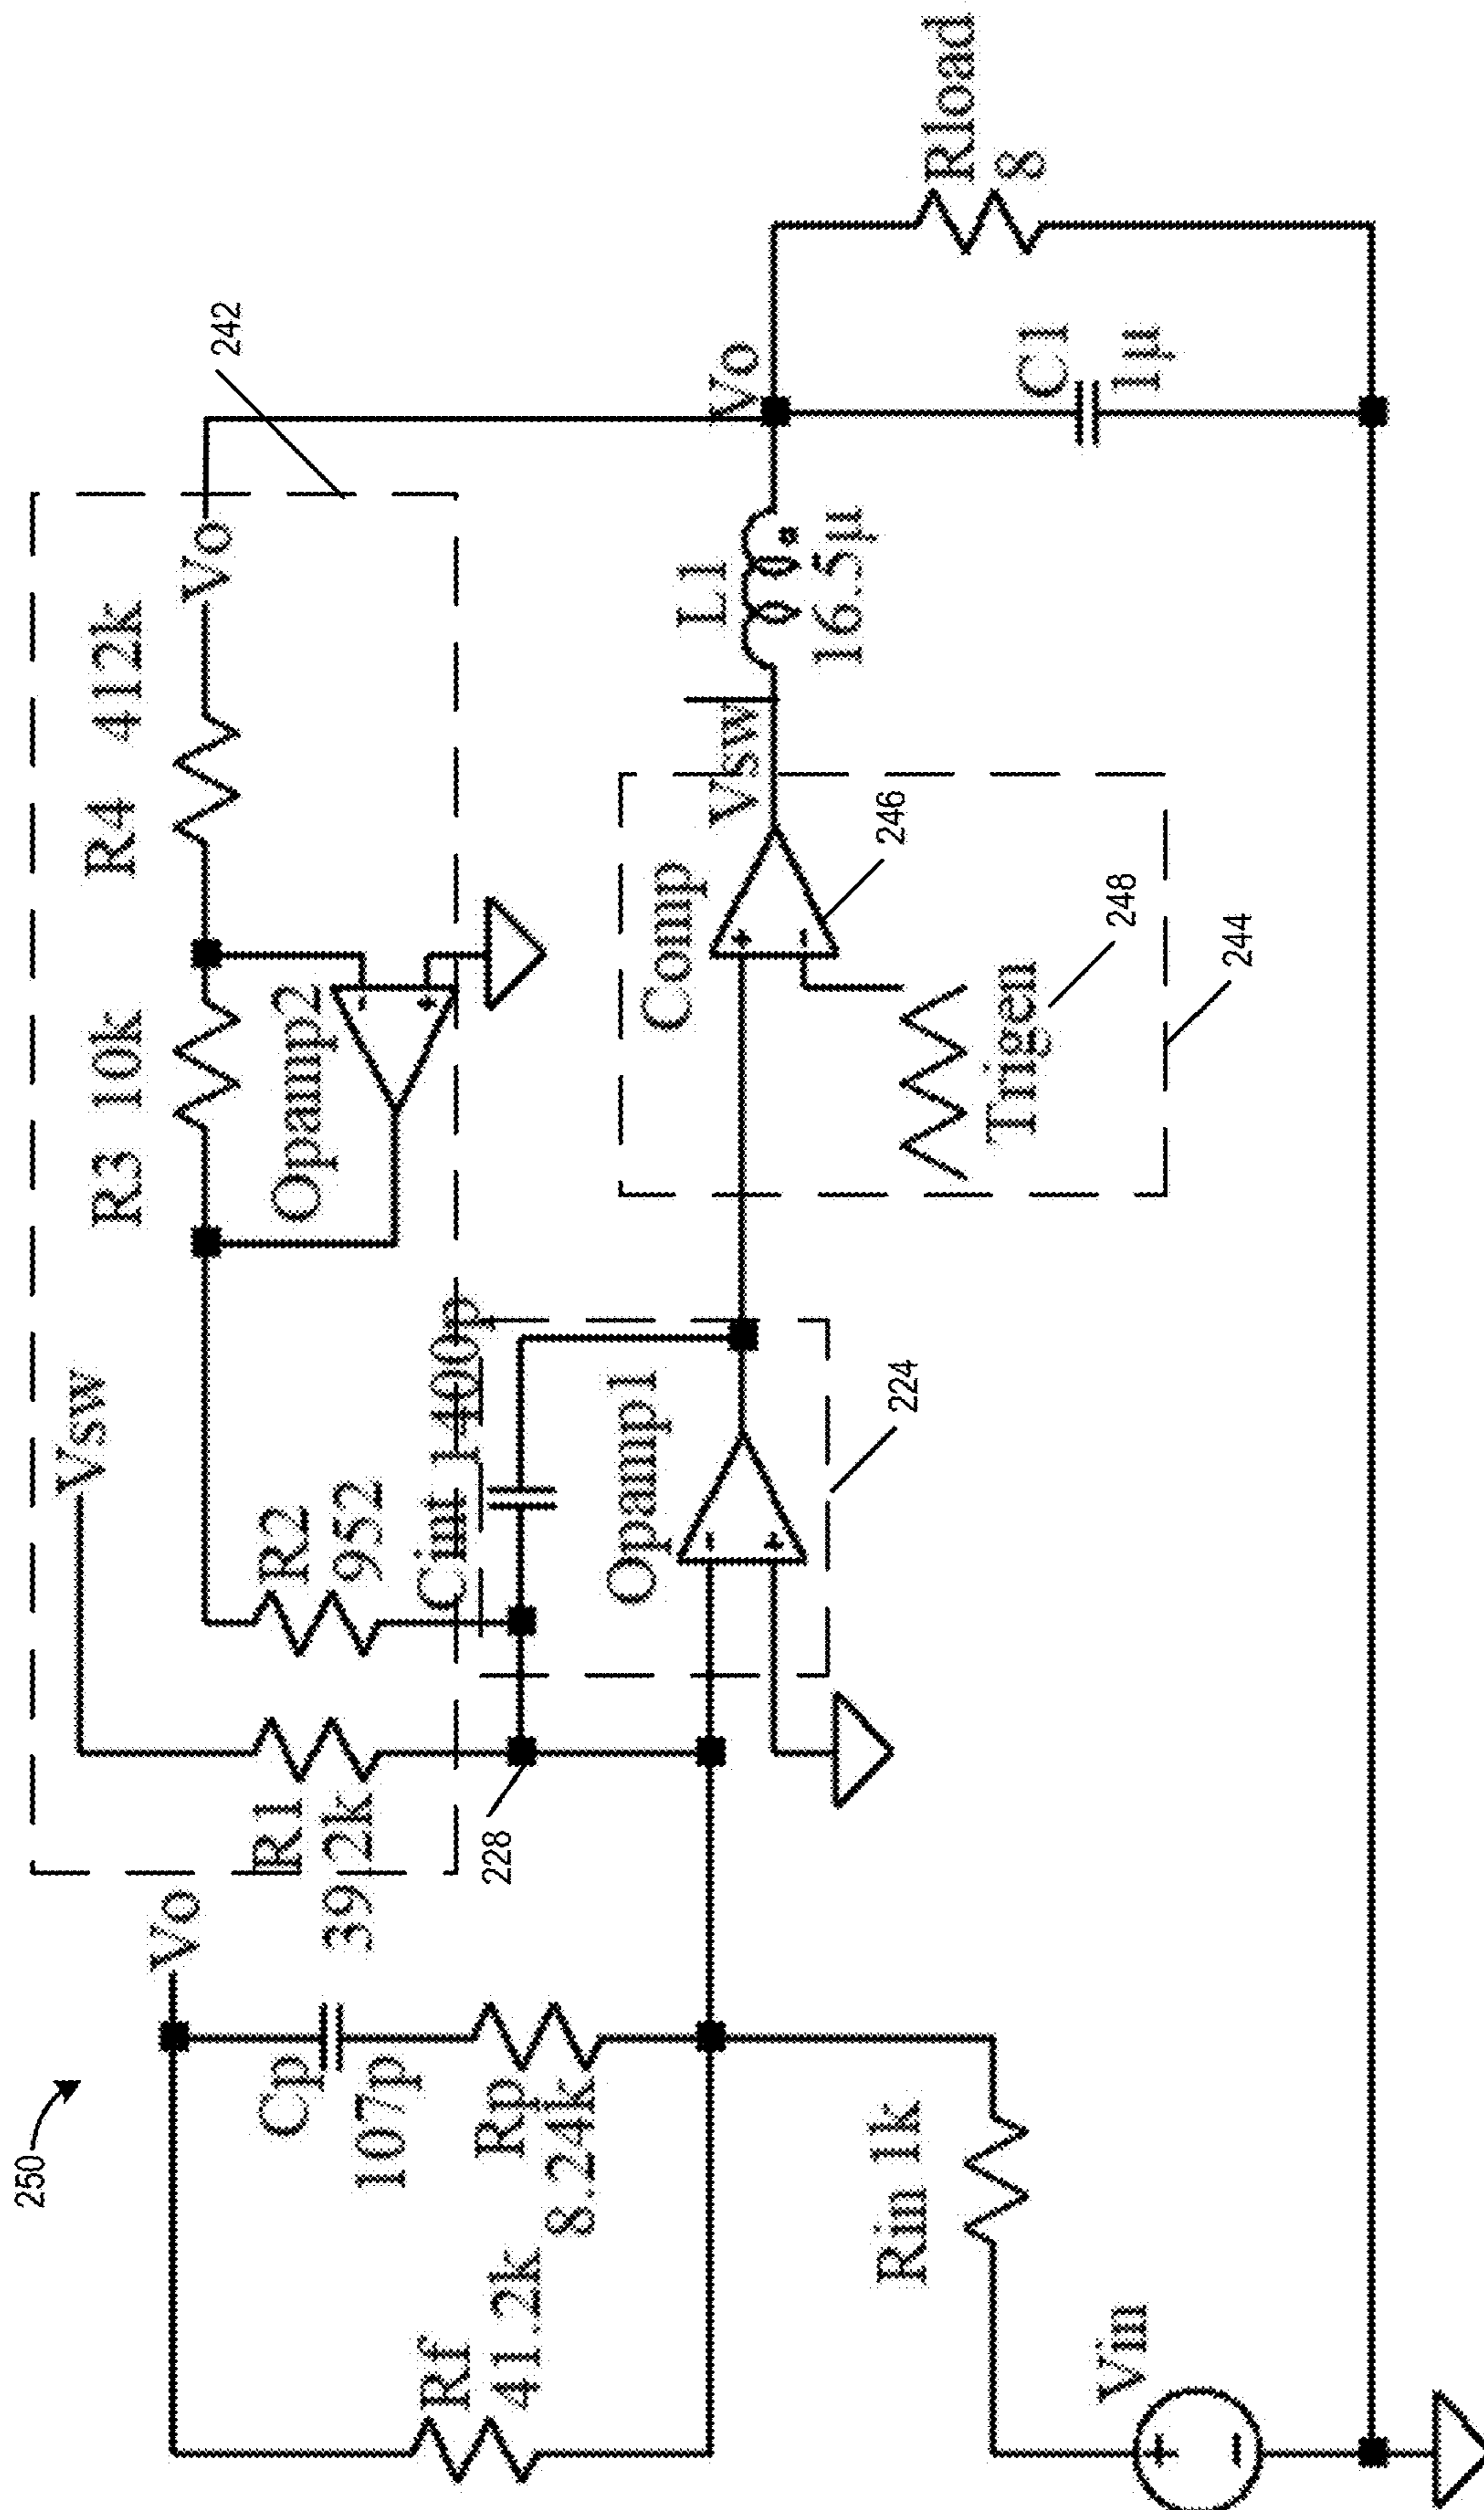 250
Vo
Cp
107p
Rf
41.2k
Rp
8.24k
Rin 1k
Vin
Vsw
R1
39.2k
R2
952
228
R3 10k
R4 412k
Vo
Opamp2
242
Cint 1400p
Opamp1
224
Comp
246
Trigen
248
244
Vsw
L1
16.5µ
Vo
C1
1µ
Rload
8